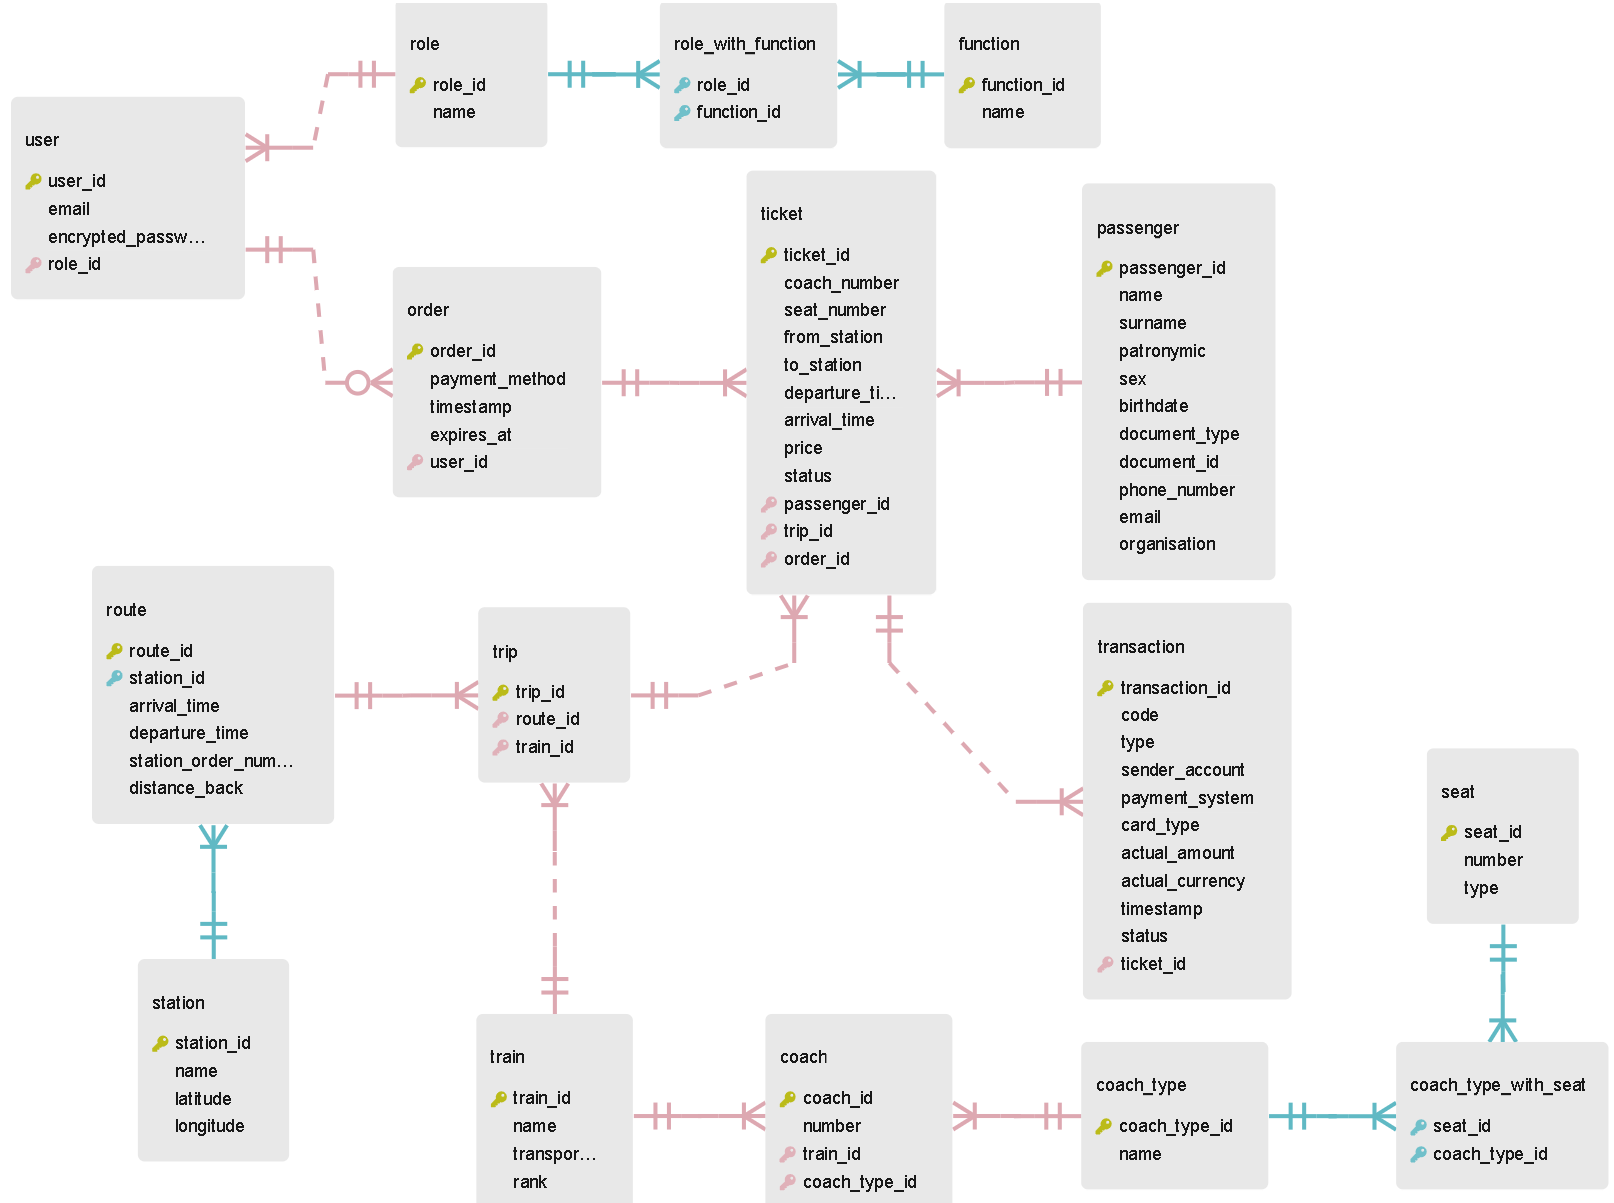 role
role_id
name
role_with_function
role_id
function_id
function
function_id
name
user
user_id
email
encrypted_passw...
role_id
order
order_id
payment_method
timestamp
expires_at
user_id
ticket
ticket_id
coach_number
seat_number
from_station
to_station
departure_ti...
arrival_time
price
status
passenger_id
trip_id
order_id
passenger
passenger_id
name
surname
patronymic
sex
birthdate
document_type
document_id
phone_number
email
organisation
route
route_id
station_id
arrival_time
departure_time
station_order_num...
distance_back
trip
trip_id
route_id
train_id
transaction
transaction_id
code
type
sender_account
payment_system
card_type
actual_amount
actual_currency
timestamp
status
ticket_id
seat
seat_id
number
type
station
station_id
name
latitude
longitude
train
train_id
name
transpor...
rank
coach
coach_id
number
train_id
coach_type_id
coach_type
coach_type_id
name
coach_type_with_seat
seat_id
coach_type_id